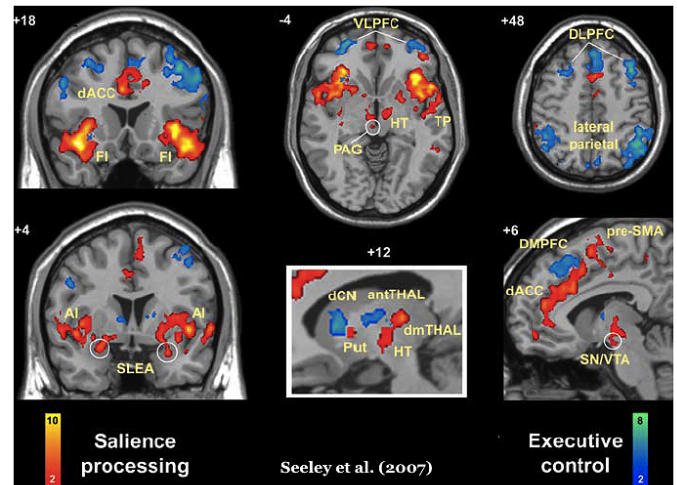 +18
dACC
FI
FI
-4
VLPFC
HT
TP
PAG
+48
DLPFC
lateral
parietal
+4
AI
AI
SLEA
+12
dCN
antTHAL
dmTHAL
Put
HT
+6
pre-SMA
DMPFC
dACC
SN/VTA
10
2
Salience
processing
Seeley et al. (2007)
Executive
control
8
2